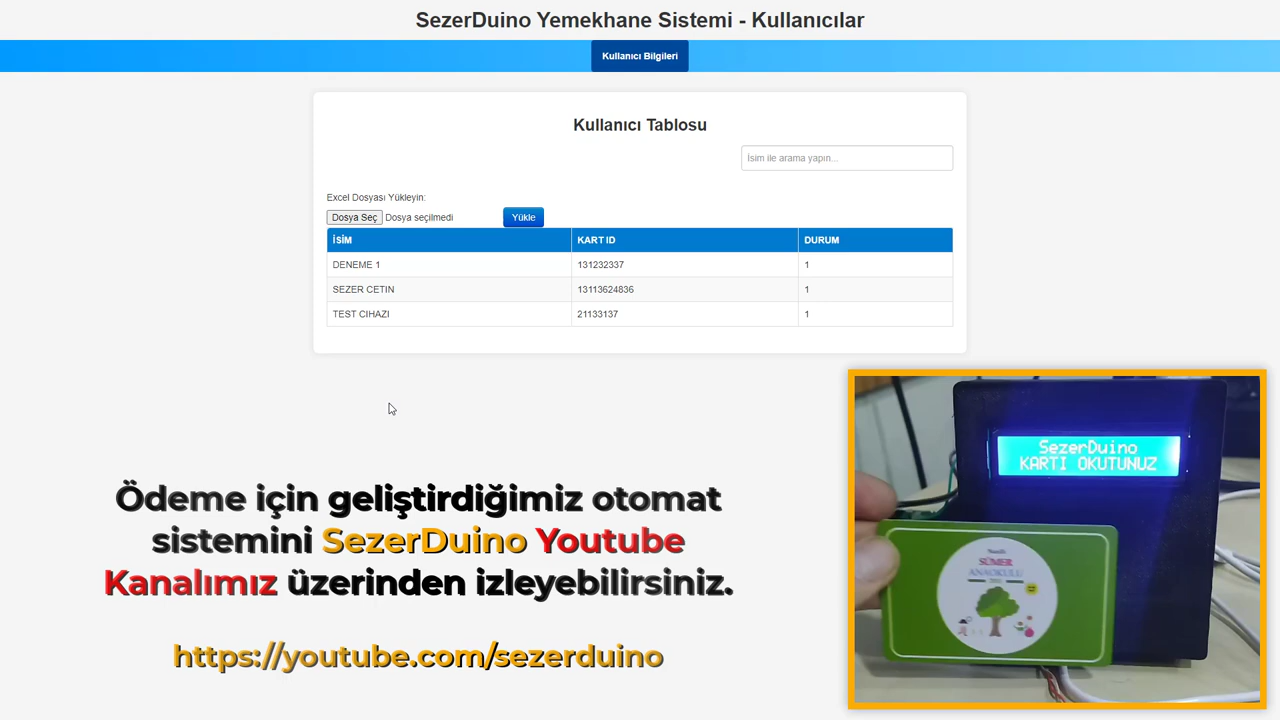 SezerDuino Yemekhane Sistemi - Kullanıcılar
Kullanıcı Bilgileri
Kullanıcı Tablosu
İsim ile arama yapın...
Excel Dosyası Yükleyin:
Dosya Seç Dosya seçilmedi Yükle
İSİM KART ID DURUM
DENEME 1 131232337 1
SEZER CETIN 13113624836 1
TEST CIHAZI 21133137 1
SezerDuino
KARTI OKUTUNUZ
SÜMER
ANAOKULU
Ödeme için geliştirdiğimiz otomat
sistemini SezerDuino Youtube
Kanalımız üzerinden izleyebilirsiniz.
https://youtube.com/sezerduino